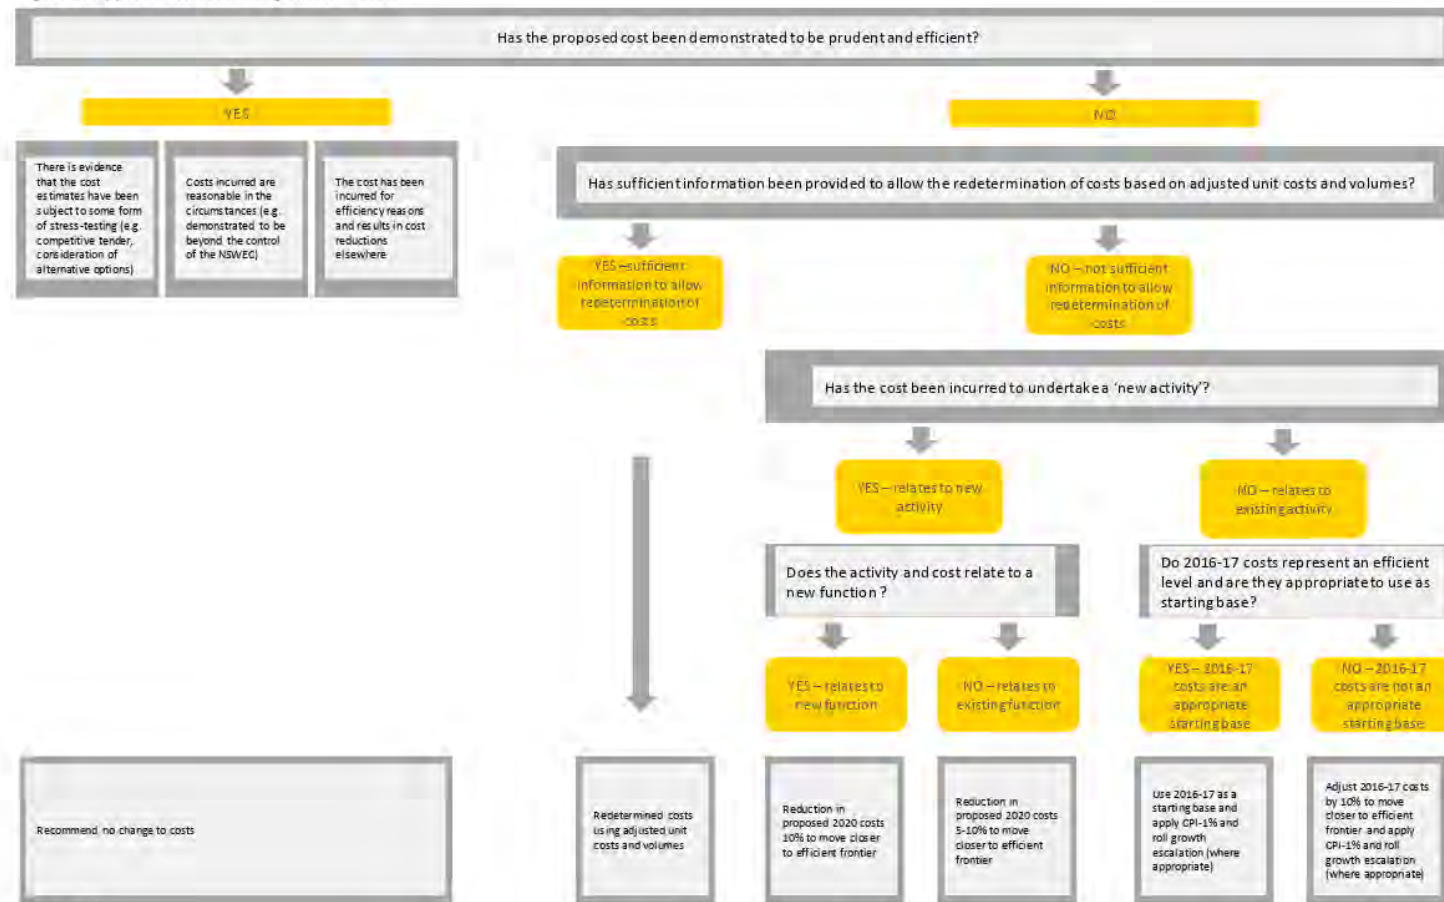 Has the proposed cost been demonstrated to be prudent and efficient?
YES
NO
There is evidence
that the cost
estimates have been
subject to some form
of stress-testing (e.g.
competitive tender,
consideration of
alternative options)
Costs incurred are
reasonable in the
circumstances (e.g.
demonstrated to be
beyond the control
of the NSWEC)
The cost has been
incurred for
efficiency reasons
and results in cost
reductions
elsewhere
Has sufficient information been provided to allow the redetermination of costs based on adjusted unit costs and volumes?
YES – sufficient
information to allow
redetermination of
costs
NO – not sufficient
information to allow
redetermination of
costs
Has the cost been incurred to undertake a 'new activity'?
YES – relates to new
activity
NO – relates to
existing activity
Does the activity and cost relate to a
new function ?
Do 2016-17 costs represent an efficient
level and are they appropriate to use as
starting base?
YES – relates to
new function
NO – relates to
existing function
YES – 2016-17
costs are an
appropriate
starting base
NO – 2016-17
costs are not an
appropriate
starting base
Recommend no change to costs
Redetermined costs
using adjusted unit
costs and volumes
Reduction in
proposed 2020 costs
10% to move closer
to efficient frontier
Reduction in
proposed 2020 costs
5-10% to move
closer to efficient
frontier
Use 2016-17 as a
starting base and
apply CPI-1% and
roll growth
escalation (where
appropriate)
Adjust 2016-17 costs
by 10% to move
closer to efficient
frontier and apply
CPI-1% and roll
growth escalation
(where appropriate)